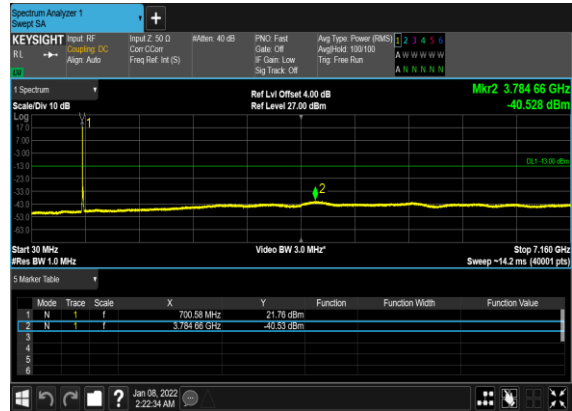 Spectrum Analyzer 1
Swept SA
+
KEYSIGHT Input: RF Input Z: 50 Ω #Atten: 40 dB PNO: Fast Avg Type: Power (RMS) 1 2 3 4 5 6
RL Coupling: DC Corr CCorr Gate: Off Avg|Hold: 100/100 A W W W W W
Align: Auto Freq Ref: Int (S) IF Gain: Low Trig: Free Run
Sig Track: Off A N N N N N
LXI
1 Spectrum Ref Lvl Offset 4.00 dB Mkr2 3.784 66 GHz
Scale/Div 10 dB Ref Level 27.00 dBm -40.528 dBm
Log
17.0
1
7.00
-3.00
-13.0 DL1 -13.00 dBm
-23.0
2
-33.0
-43.0
-53.0
-63.0
Start 30 MHz Video BW 3.0 MHz* Stop 7.160 GHz
#Res BW 1.0 MHz Sweep ~14.2 ms (40001 pts)
5 Marker Table
Mode Trace Scale X Y Function Function Width Function Value
1 N 1 f 700.58 MHz 21.76 dBm
2 N 1 f 3.784 66 GHz -40.53 dBm
3
4
5
6
? Jan 08, 2022
2:22:34 AM